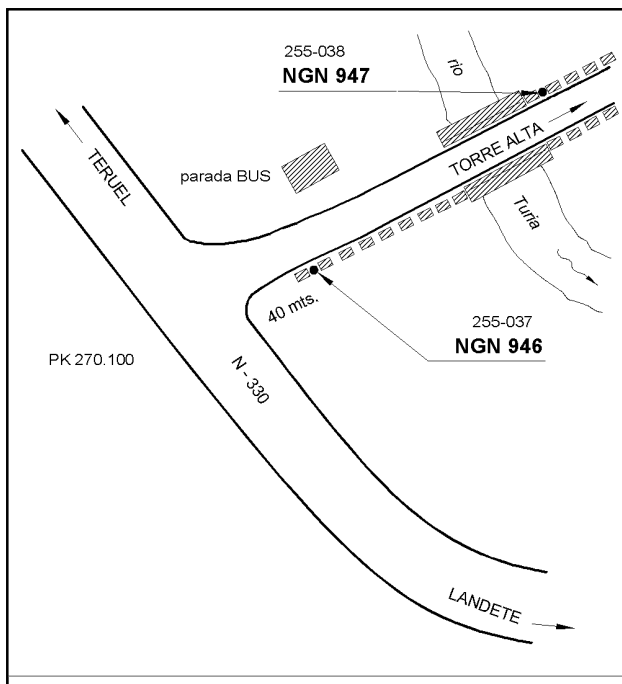 255-038
NGN 947
rio
TERUEL
parada BUS
TORRE ALTA
Turia
40 mts.
255-037
NGN 946
PK 270.100
N - 330
LANDETE